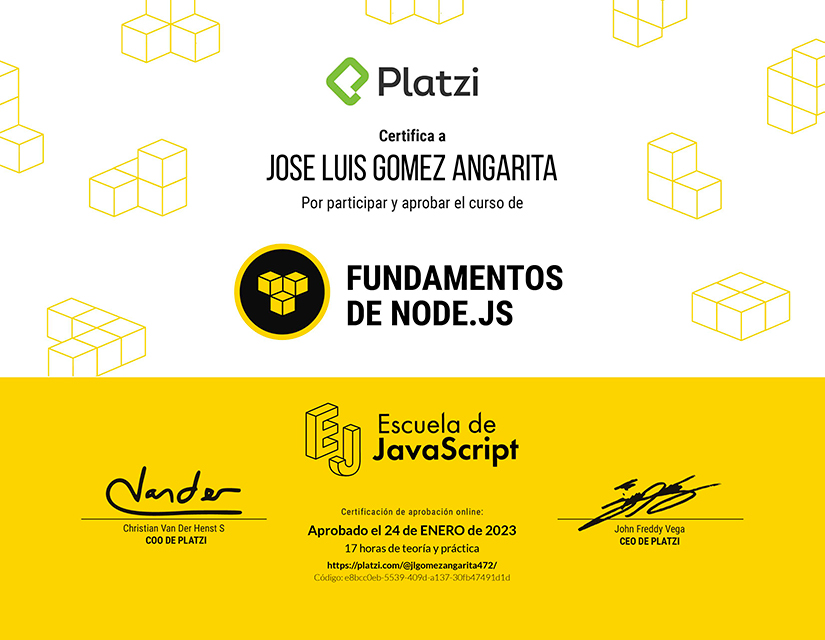 Platzi
Certifica a
JOSE LUIS GOMEZ ANGARITA
Por participar y aprobar el curso de
FUNDAMENTOS
DE NODE.JS
EJ
Escuela de
JavaScript
Vander
Christian Van Der Henst S
COO DE PLATZI
Certificación de aprobación online:
Aprobado el 24 de ENERO de 2023
17 horas de teoría y práctica
https://platzi.com/@jlgomezangarita472/
Código: e8bcc0eb-5539-409d-a137-30fb47491d1d
John Freddy Vega
CEO DE PLATZI